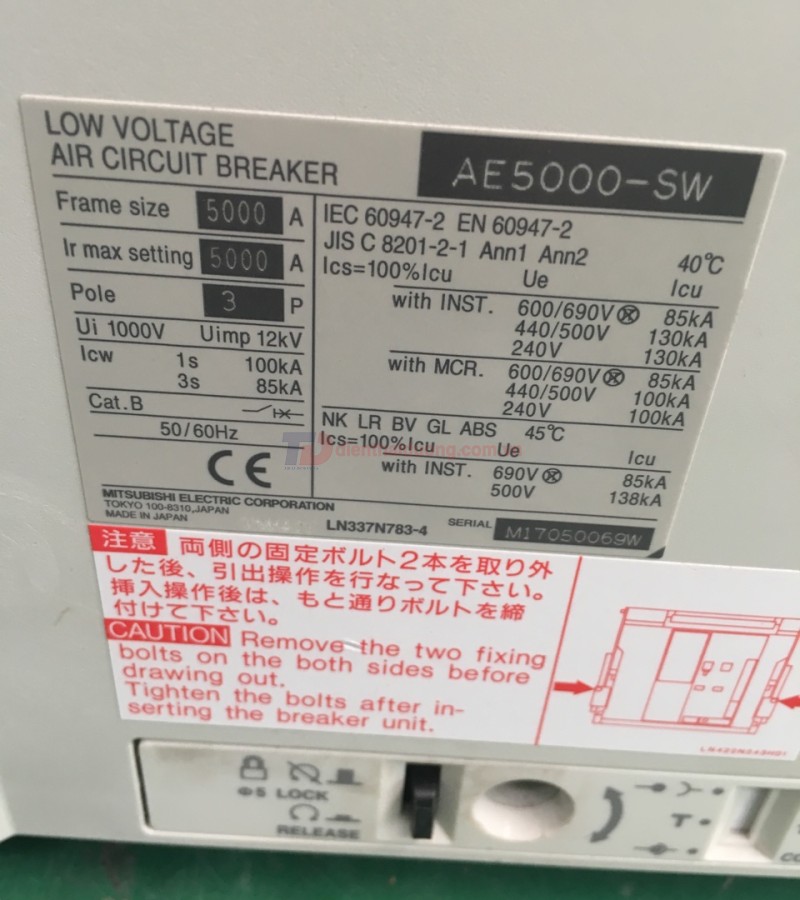 LOW VOLTAGE
AIR CIRCUIT BREAKER
AE5000-SW
Frame size 5000 A
Ir max setting 5000 A
Pole 3 P
Ui 1000V Uimp 12kV
Icw 1s 100kA
3s 85kA
Cat.B
50/60Hz
CE
MITSUBISHI ELECTRIC CORPORATION
TOKYO 100-8310,JAPAN
MADE IN JAPAN
IEC 60947-2 EN 60947-2
JIS C 8201-2-1 Ann1 Ann2 40℃
Ics=100%Icu Ue Icu
with INST. 600/690V 85kA
440/500V 130kA
240V 130kA
with MCR. 600/690V 85kA
440/500V 100kA
240V 100kA
NK LR BV GL ABS 45℃
Ics=100%Icu Ue Icu
with INST. 690V 85kA
500V 138kA
LN337N783-4 SERIAL M17050069W
注意 両側の固定ボルト2本を取り外
した後、引出操作を行なって下さい。
挿入操作後は、もと通りボルトを締
付けて下さい。
CAUTION Remove the two fixing
bolts on the both sides before
drawing out.
Tighten the bolts after in-
serting the breaker unit.
Φ5 LOCK
RELEASE
T